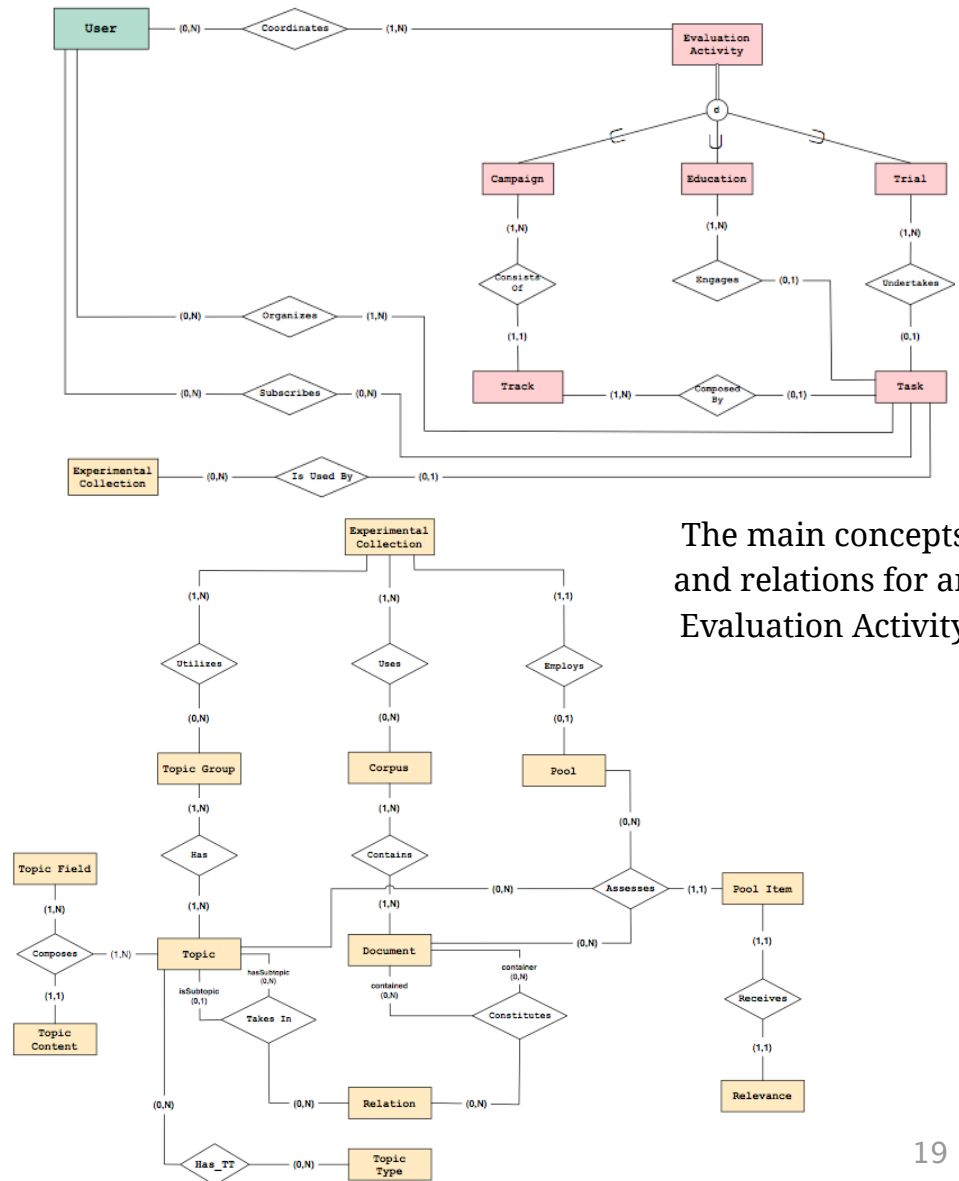 User
(0,N)
Coordinates
(1,N)
Evaluation
Activity
d
Campaign
Education
Trial
(1,N)
(1,N)
(1,N)
Consists
Of
Engages
(0,1)
Undertakes
(0,N)
Organizes
(1,N)
(1,1)
(0,1)
Track
(1,N)
Composed
By
(0,1)
Task
(0,N)
Subscribes
(0,N)
Experimental
Collection
(0,N)
Is Used By
(0,1)
Experimental
Collection
The main concepts
and relations for an
Evaluation Activity
(1,N)
(1,N)
(1,1)
Utilizes
Uses
Employs
(0,N)
(0,N)
(0,1)
Topic Group
Corpus
Pool
(1,N)
(1,N)
(0,N)
Has
Contains
Topic Field
(0,N)
Assesses
(1,1)
Pool Item
(1,N)
(1,N)
(1,N)
Composes
(1,N)
Topic
Document
(0,N)
(1,1)
hasSubtopic
(0,N)
container
(0,N)
isSubtopic
(0,1)
contained
(0,N)
(1,1)
Takes In
Constitutes
Receives
Topic
Content
(1,1)
(0,N)
(0,N)
Relation
(0,N)
Relevance
(0,N)
Has_TT
(0,N)
Topic
Type
19